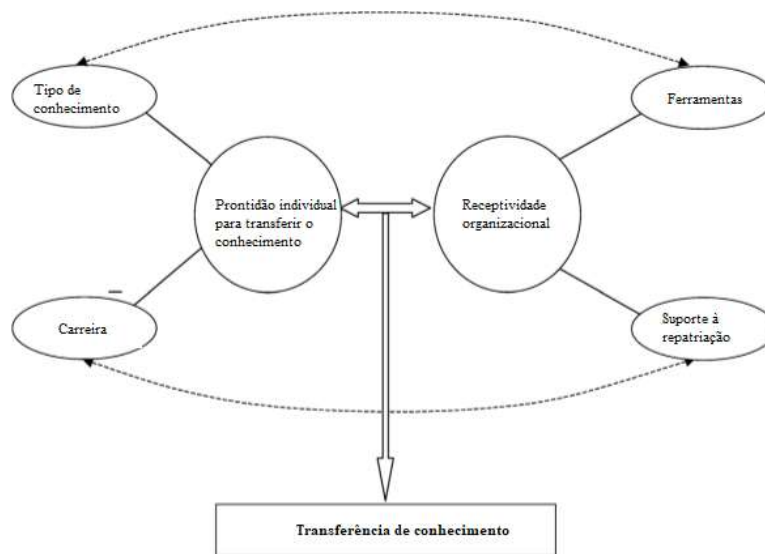 Tipo de
conhecimento
Ferramentas
Prontidão individual
para transferir o
conhecimento
Receptividade
organizacional
Carreira
Suporte à
repatriação
Transferência de conhecimento